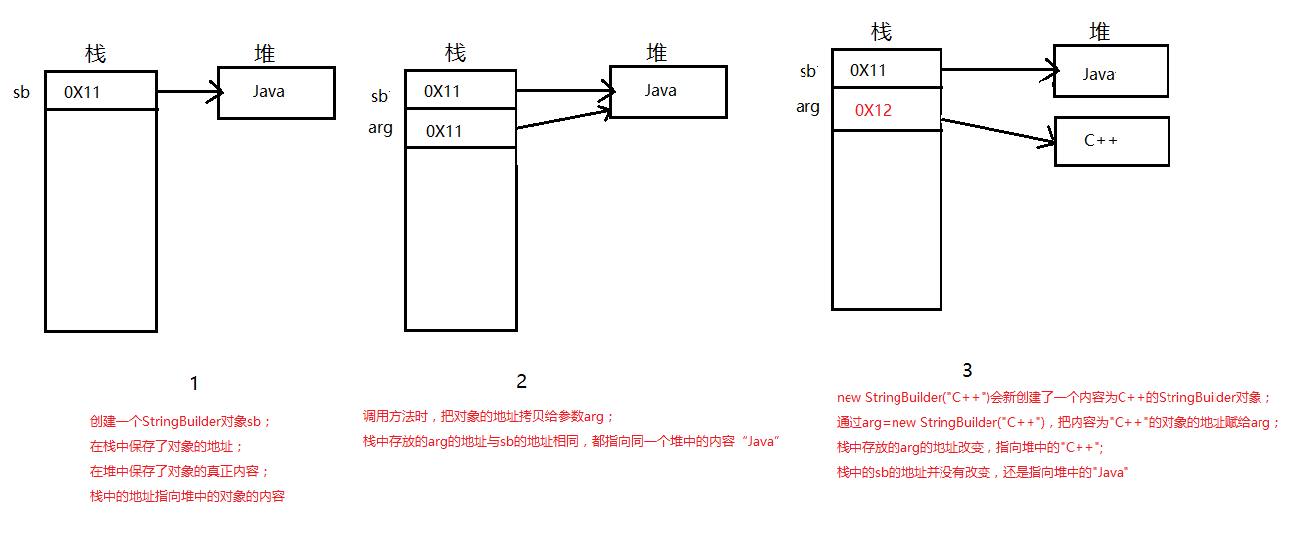 栈
堆
sb
0X11
Java
1
创建一个StringBuilder对象sb；
在栈中保存了对象的地址；
在堆中保存了对象的真正内容；
栈中的地址指向堆中的对象的内容
栈
堆
sb
0X11
Java
arg
0X11
2
调用方法时，把对象的地址拷贝给参数arg；
栈中存放的arg的地址与sb的地址相同，都指向同一个堆中的内容“Java”
栈
堆
sb
0X11
Java
arg
0X12
C++
3
new StringBuilder("C++")会新创建了一个内容为C++的StringBuilder对象；
通过arg=new StringBuilder("C++")，把内容为"C++"的对象的地址赋给arg；
栈中存放的arg的地址改变，指向堆中的"C++";
栈中的sb的地址并没有改变，还是指向堆中的"Java"